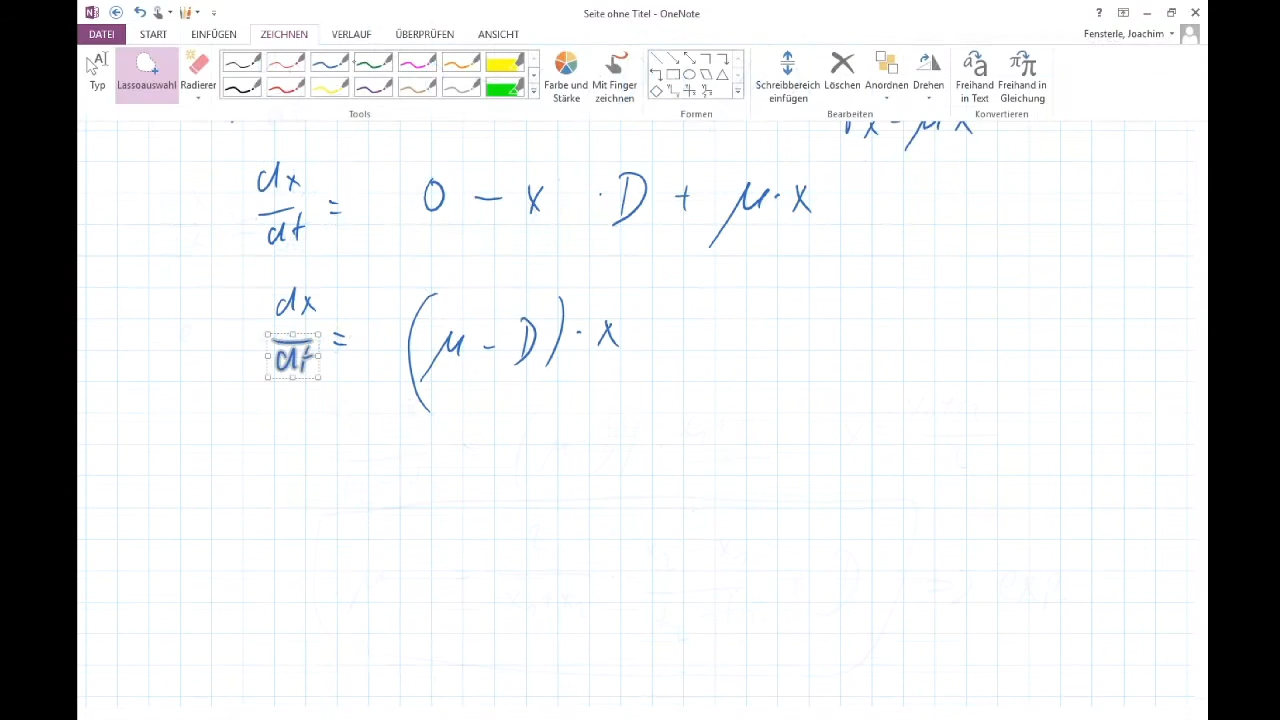 Seite ohne Titel - OneNote
DATEI START EINFÜGEN ZEICHNEN VERLAUF ÜBERPRÜFEN ANSICHT Fensterle, Joachim
Typ Lassoauswahl Radierer Farbe und Stärke Mit Finger zeichnen Schreibbereich einfügen Löschen Anordnen Drehen Freihand in Text Freihand in Gleichung
Tools Formen Bearbeiten Konvertieren
dx/dt = 0 - x · D + μ · x
dx/dt = (μ - D) · x